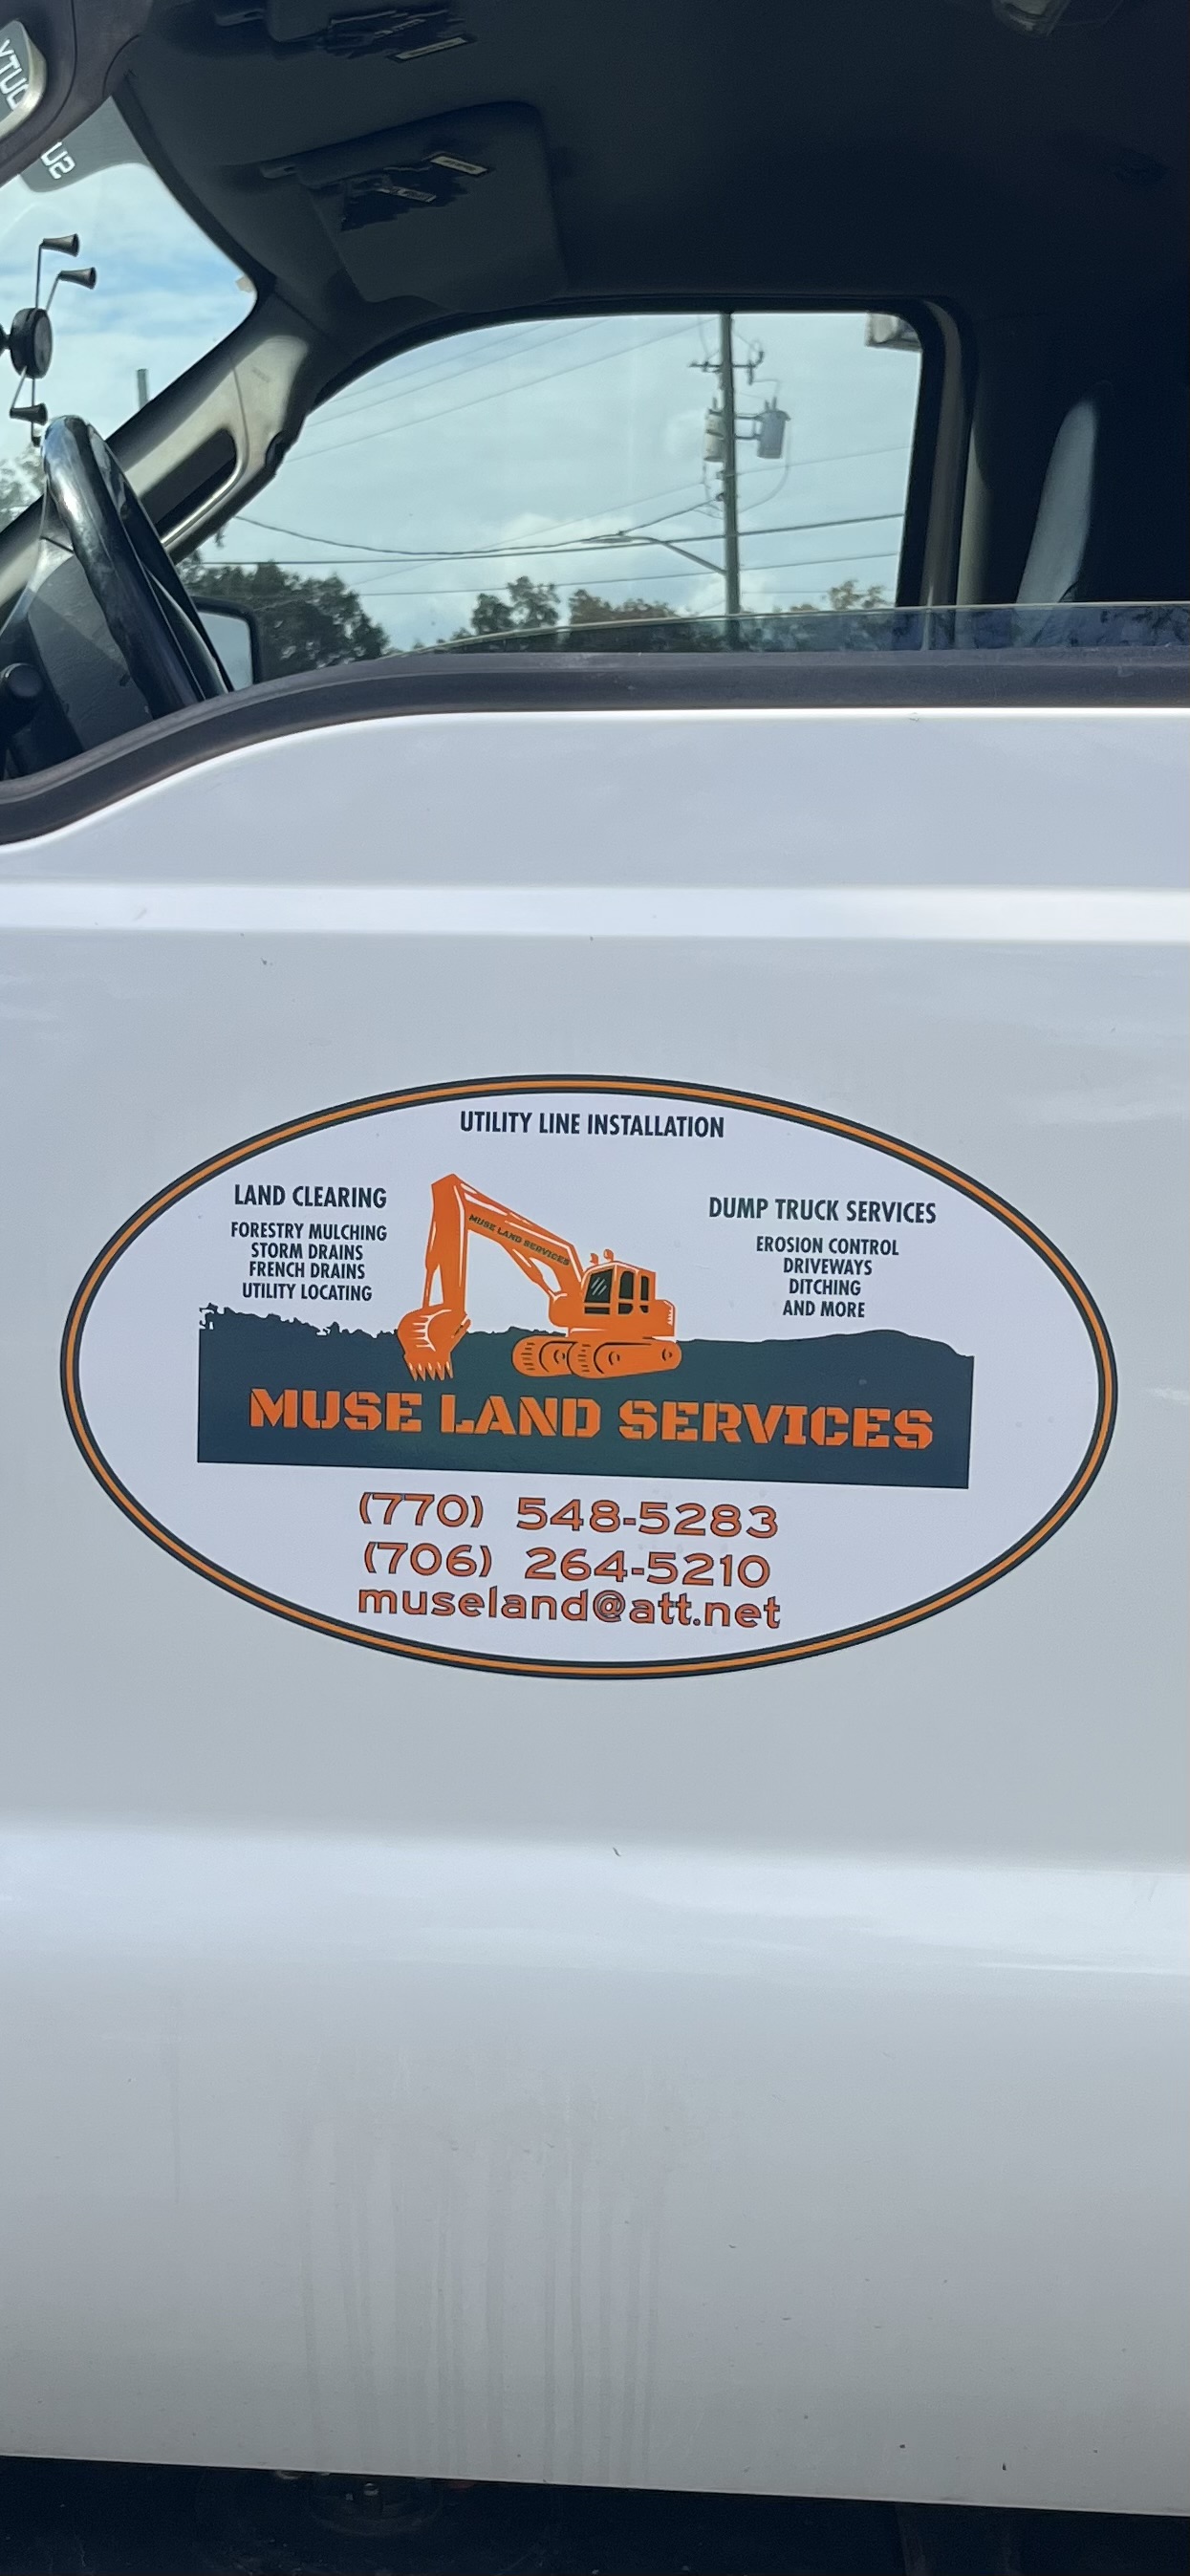 UTILITY LINE INSTALLATION
LAND CLEARING
FORESTRY MULCHING
STORM DRAINS
FRENCH DRAINS
UTILITY LOCATING
DUMP TRUCK SERVICES
EROSION CONTROL
DRIVEWAYS
DITCHING
AND MORE
MUSE LAND SERVICES
MUSE LAND SERVICES
(770) 548-5283
(706) 264-5210
museland@att.net